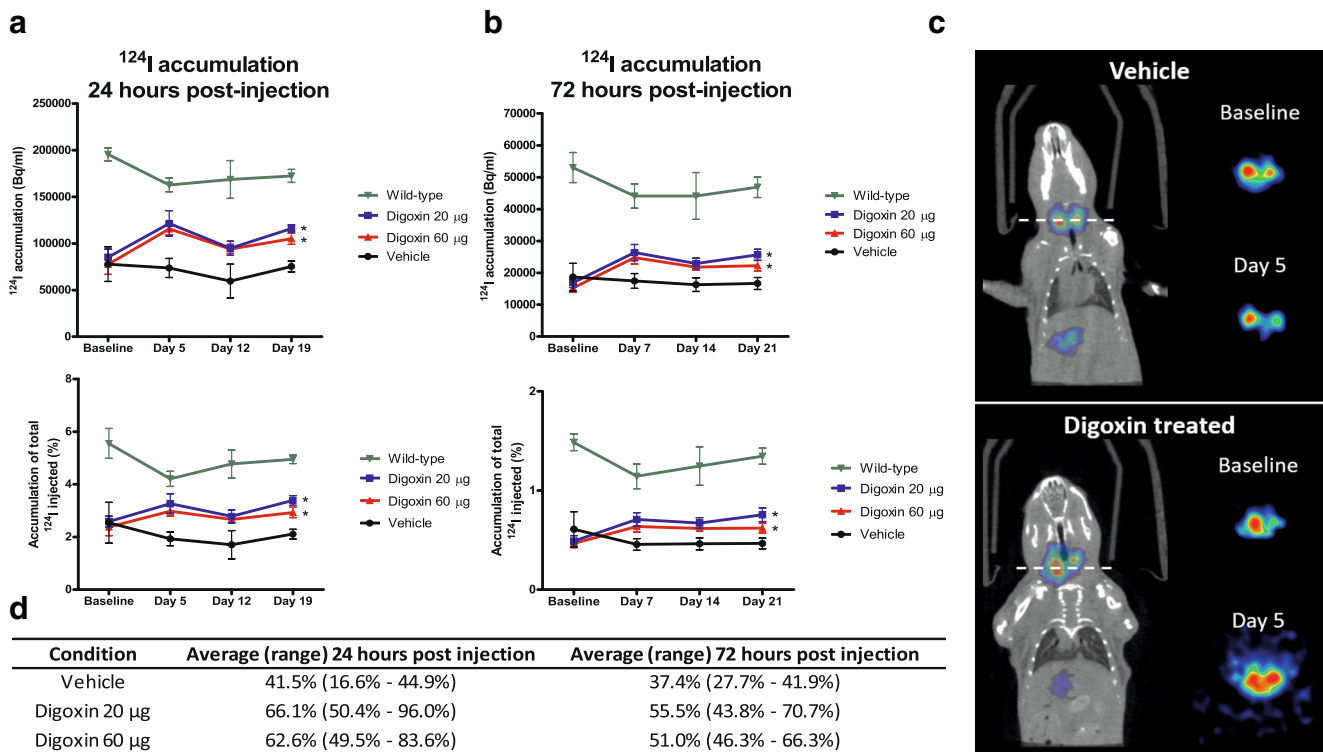 a
¹²⁴I accumulation
24 hours post-injection
¹²⁴I accumulation (Bq/ml)
250000
200000
150000
100000
50000
0
Baseline Day 5 Day 12 Day 19
Wild-type
Digoxin 20 µg *
Digoxin 60 µg *
Vehicle
Accumulation of total
¹²⁴I injected (%)
8
6
4
2
0
Baseline Day 5 Day 12 Day 19
Wild-type
Digoxin 20 µg *
Digoxin 60 µg *
Vehicle
b
¹²⁴I accumulation
72 hours post-injection
¹²⁴I accumulation (Bq/ml)
70000
60000
50000
40000
30000
20000
10000
0
Baseline Day 7 Day 14 Day 21
Wild-type
Digoxin 20 µg *
Digoxin 60 µg *
Vehicle
Accumulation of total
¹²⁴I injected (%)
2
1
0
Baseline Day 7 Day 14 Day 21
Wild-type
Digoxin 20 µg *
Digoxin 60 µg *
Vehicle
c
Vehicle
Baseline
Day 5
Digoxin treated
Baseline
Day 5
d
Condition Average (range) 24 hours post injection Average (range) 72 hours post injection
Vehicle 41.5% (16.6% - 44.9%) 37.4% (27.7% - 41.9%)
Digoxin 20 µg 66.1% (50.4% - 96.0%) 55.5% (43.8% - 70.7%)
Digoxin 60 µg 62.6% (49.5% - 83.6%) 51.0% (46.3% - 66.3%)